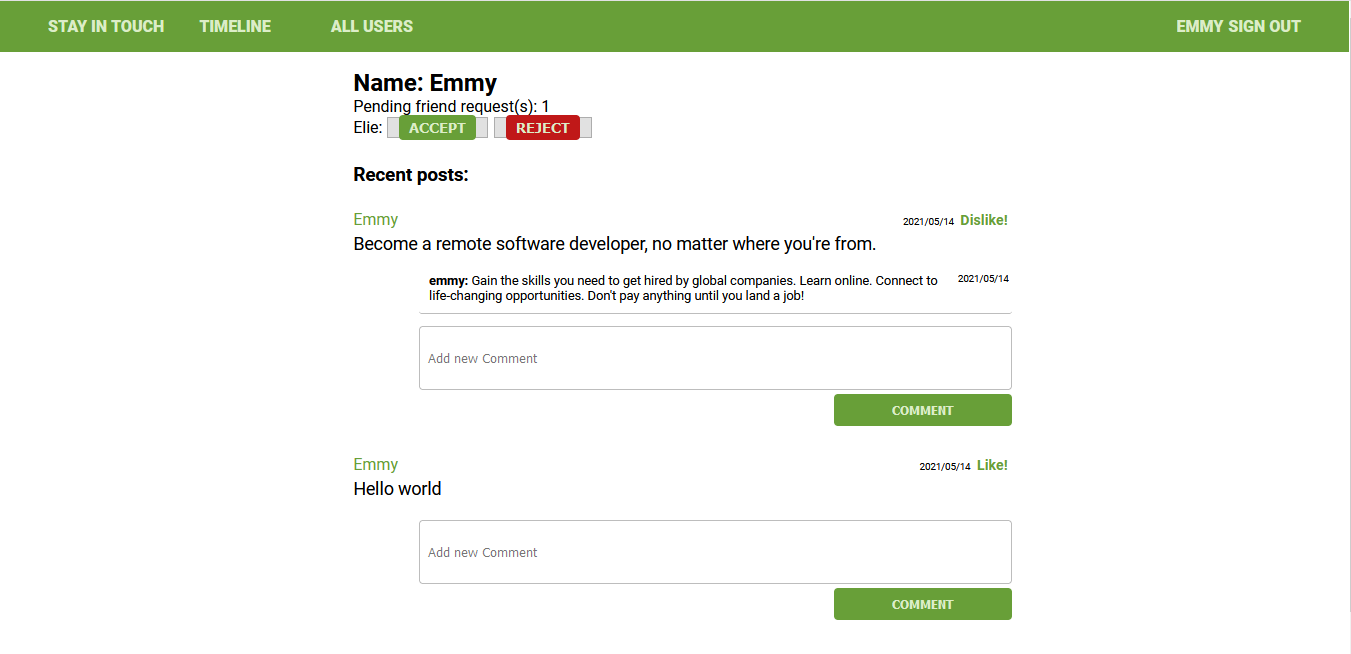 STAY IN TOUCH TIMELINE ALL USERS EMMY SIGN OUT
Name: Emmy
Pending friend request(s): 1
Elie: ACCEPT REJECT
Recent posts:
Emmy 2021/05/14 Dislike!
Become a remote software developer, no matter where you're from.
emmy: Gain the skills you need to get hired by global companies. Learn online. Connect to 2021/05/14
life-changing opportunities. Don't pay anything until you land a job!
Add new Comment
COMMENT
Emmy 2021/05/14 Like!
Hello world
Add new Comment
COMMENT